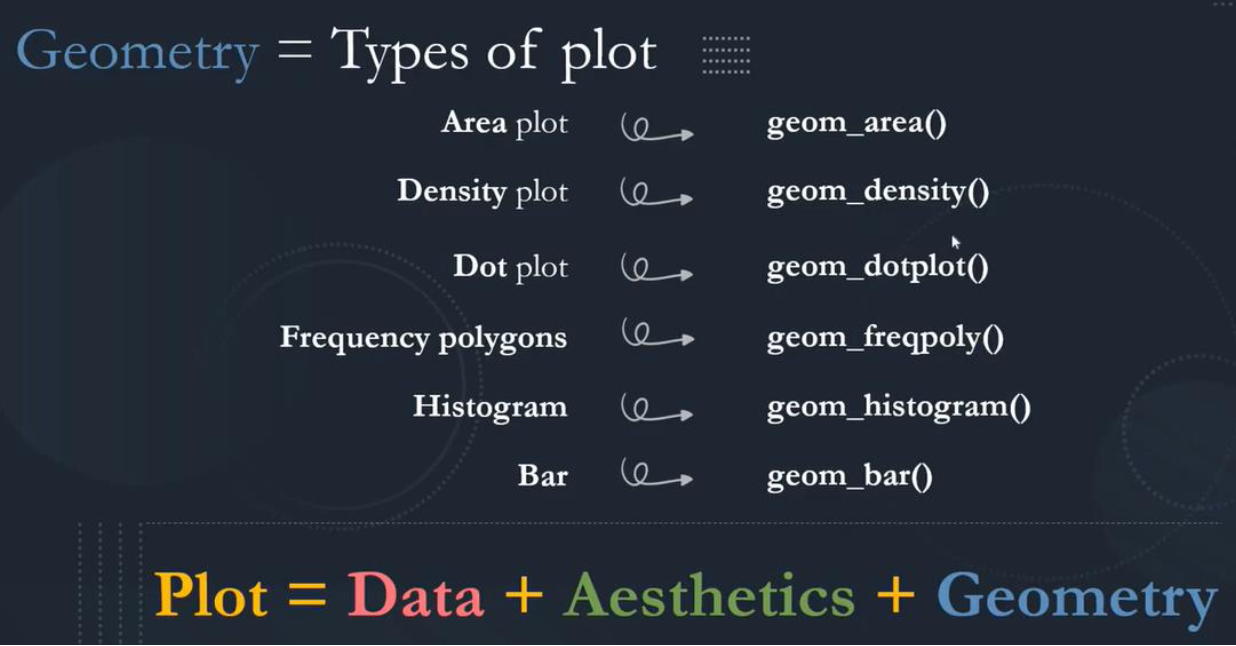 Geometry = Types of plot
Area plot geom_area()
Density plot geom_density()
Dot plot geom_dotplot()
Frequency polygons geom_freqpoly()
Histogram geom_histogram()
Bar geom_bar()
Plot = Data + Aesthetics + Geometry